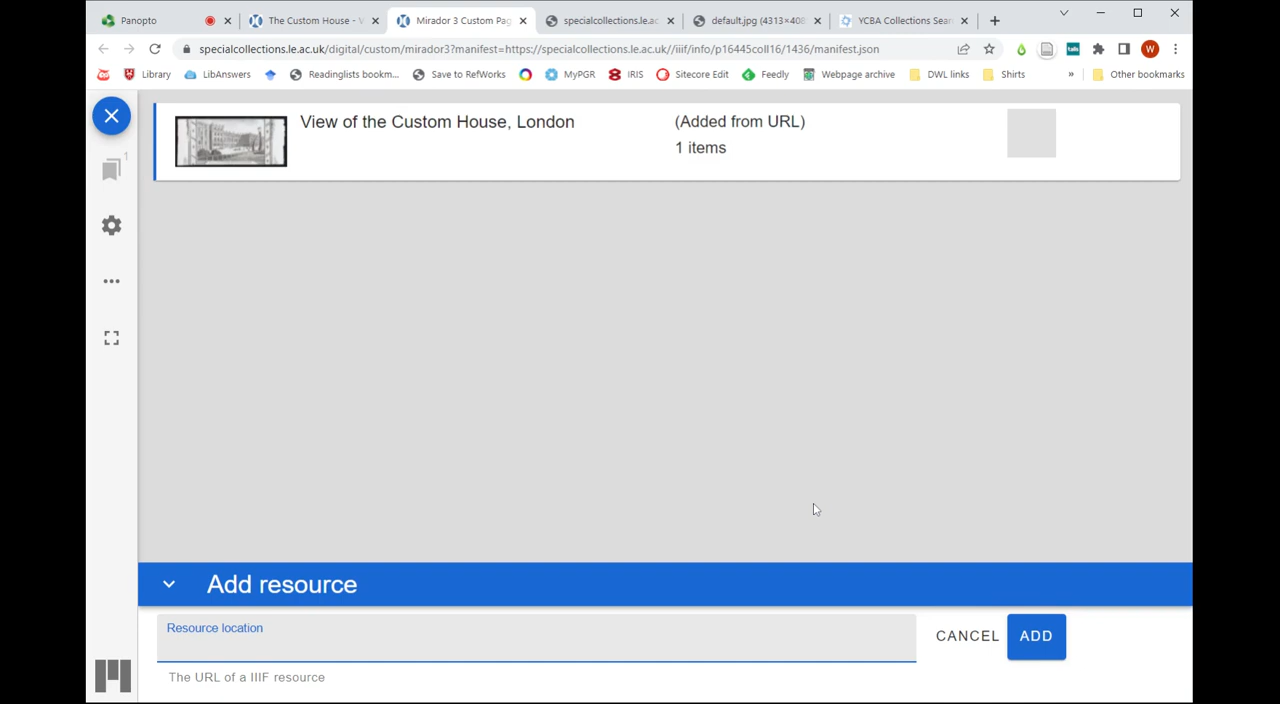 Panopto
The Custom House - V
Mirador 3 Custom Pag
specialcollections.le.ac
default.jpg (4313×408
YCBA Collections Sear
specialcollections.le.ac.uk/digital/custom/mirador3?manifest=https://specialcollections.le.ac.uk//iiif/info/p16445coll16/1436/manifest.json
W
Library
LibAnswers
Readinglists bookm...
Save to RefWorks
MyPGR
IRIS
Sitecore Edit
Feedly
Webpage archive
DWL links
Shirts
»
Other bookmarks
1
View of the Custom House, London
(Added from URL)
1 items
Add resource
Resource location
CANCEL
ADD
The URL of a IIIF resource